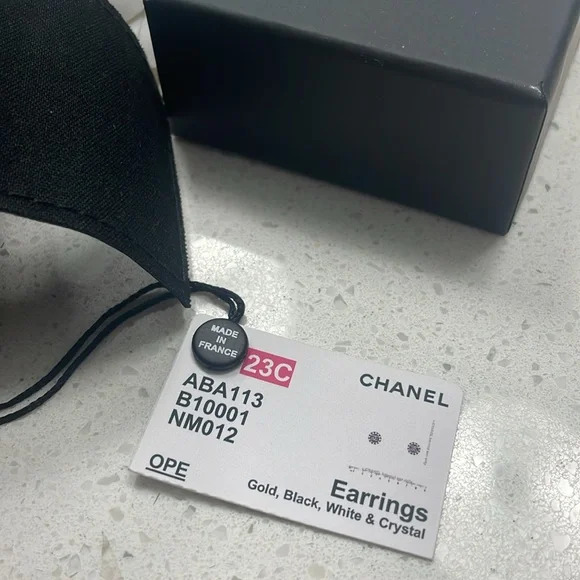 MADE
IN
FRANCE
23C
CHANEL
ABA113
B10001
NM012
OPE
Earrings
Gold, Black, White & Crystal